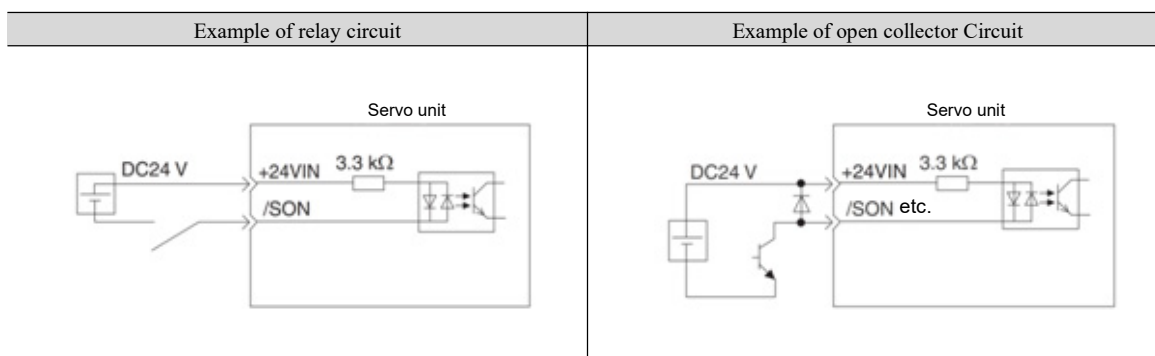 Example of relay circuit
Example of open collector Circuit
Servo unit
DC24 V
+24VIN
3.3 kΩ
/SON
Servo unit
DC24 V
+24VIN
3.3 kΩ
/SON etc.